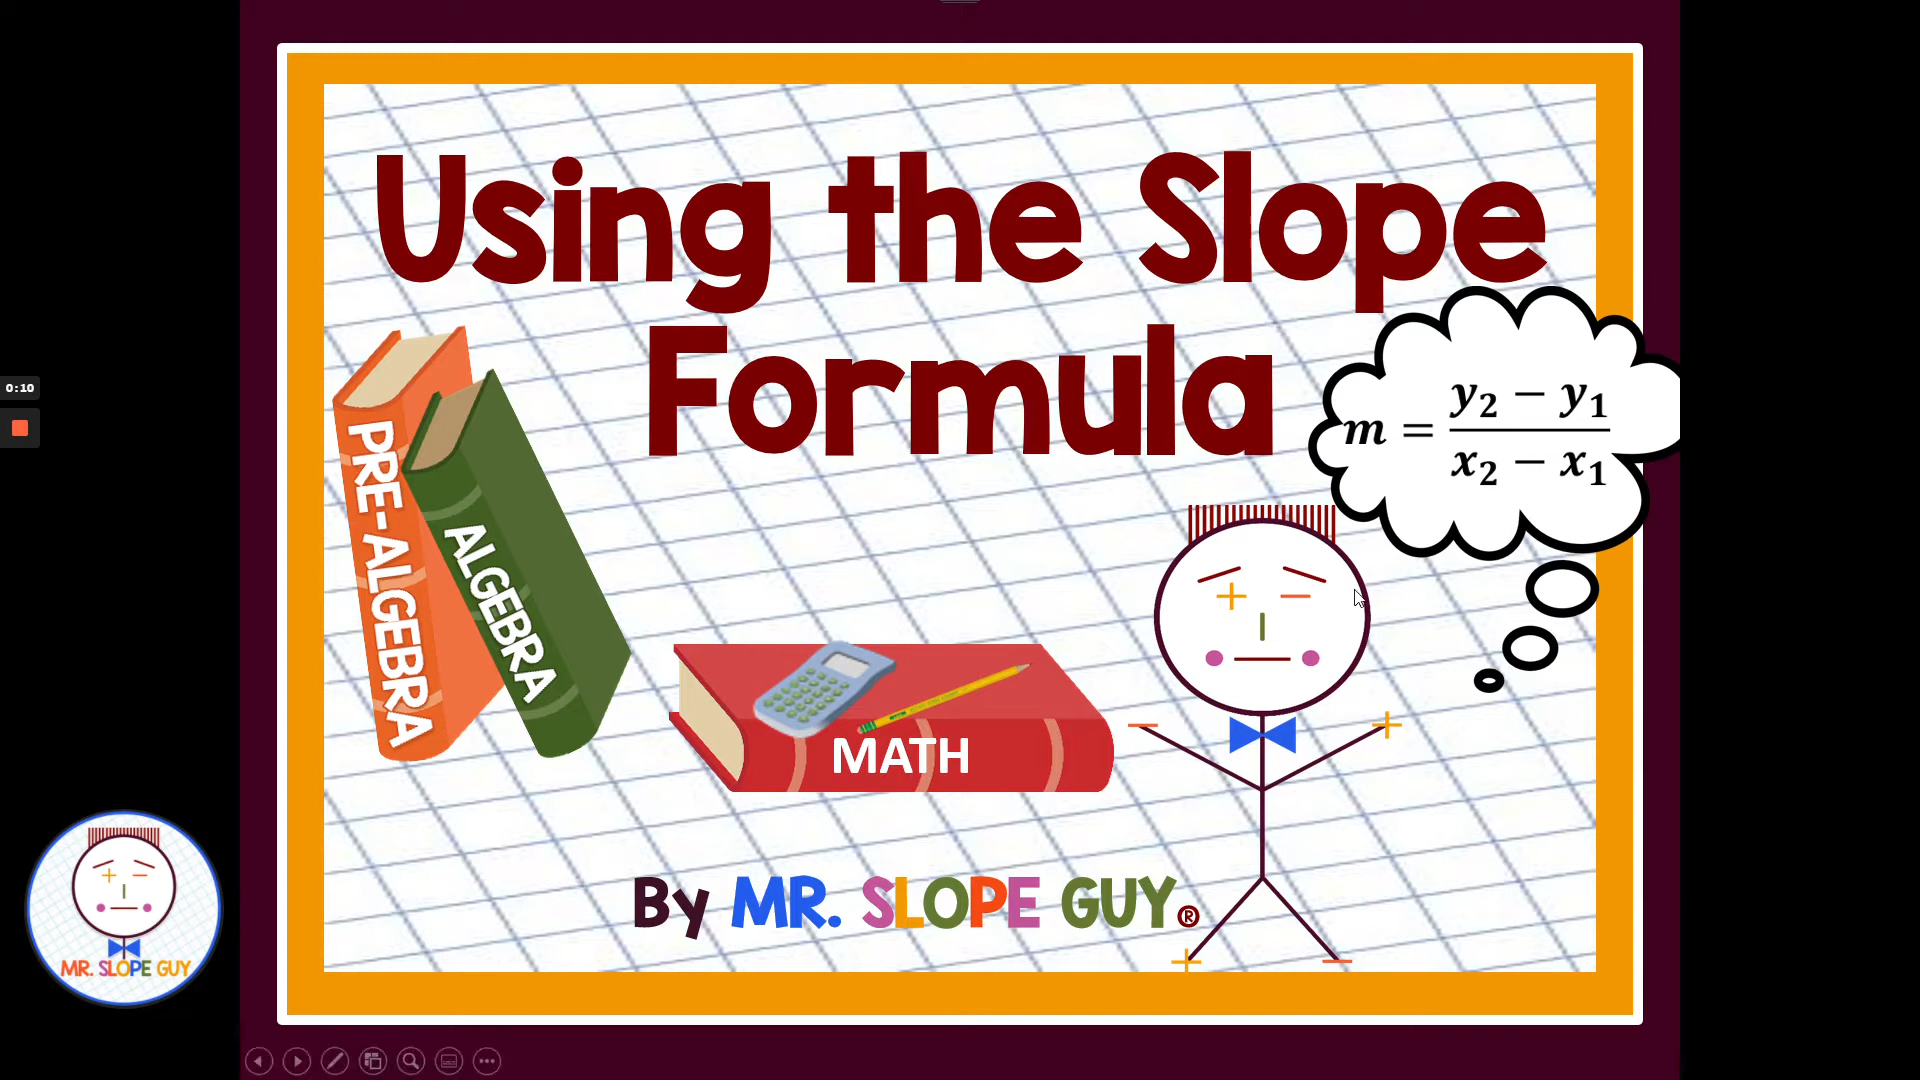 Using the Slope
Formula
m = y₂ − y₁ / x₂ − x₁
PRE-ALGEBRA
ALGEBRA
MATH
By MR. SLOPE GUY®
0:10
MR. SLOPE GUY